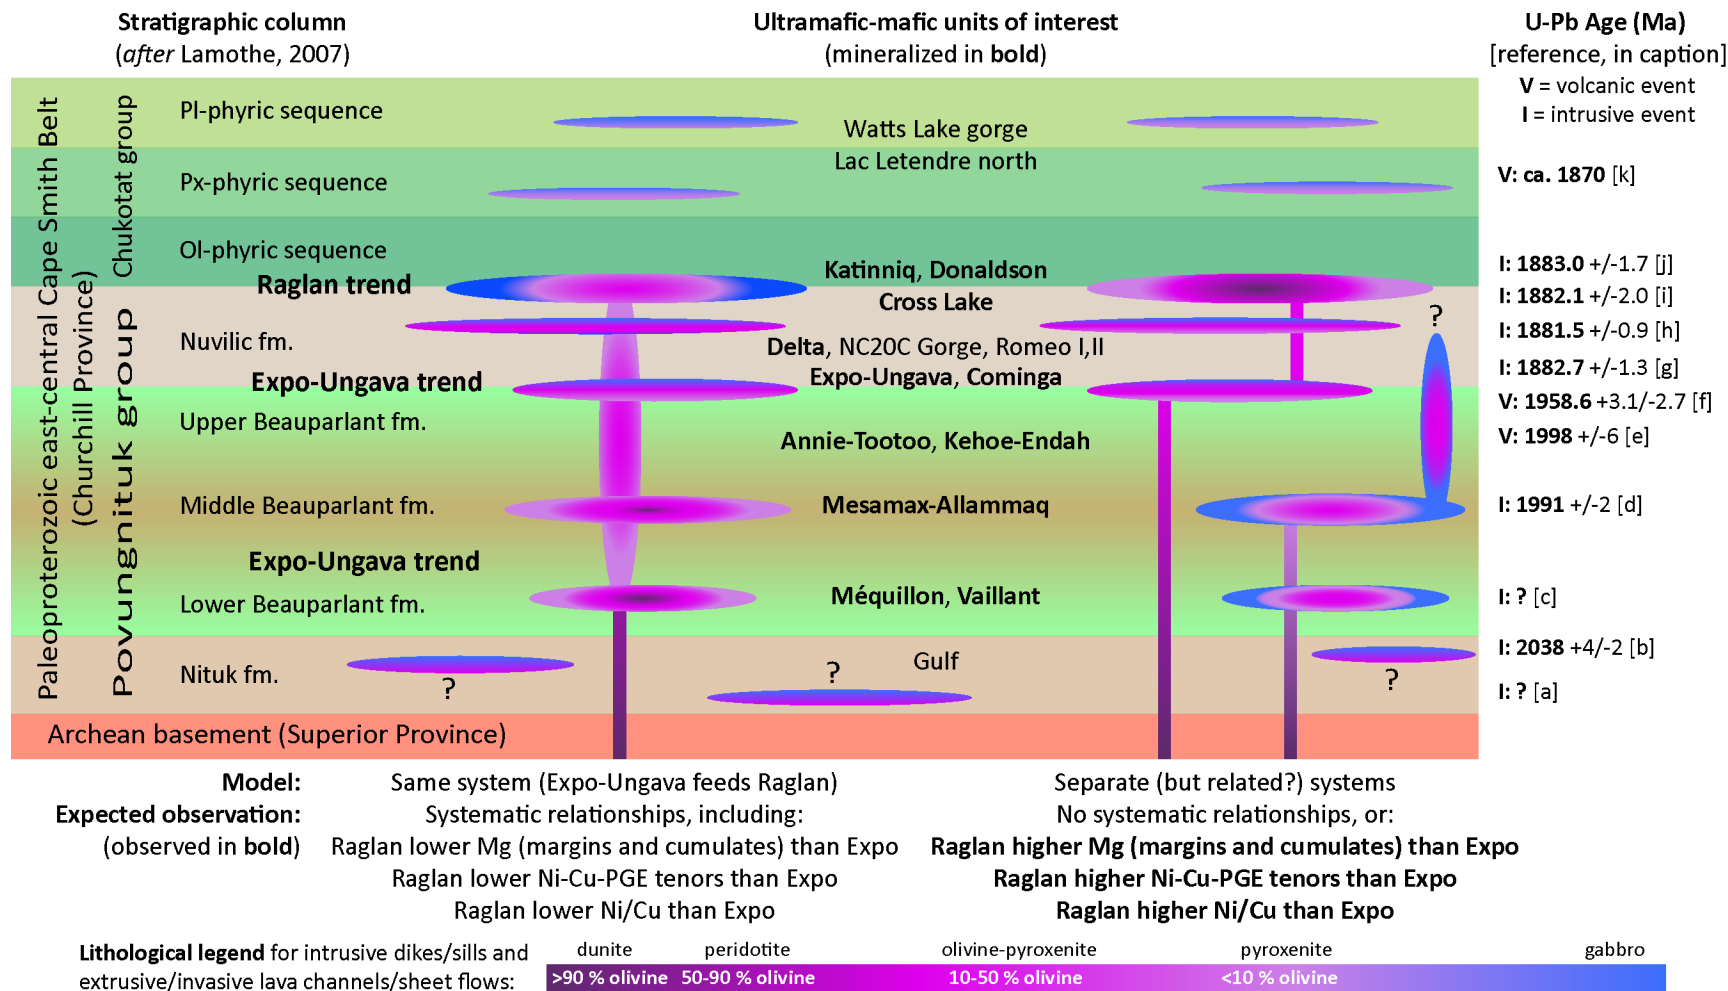 Stratigraphic column
(after Lamothe, 2007)
Ultramafic-mafic units of interest
(mineralized in bold)
U-Pb Age (Ma)
[reference, in caption]
V = volcanic event
I = intrusive event
Paleoproterozoic east-central Cape Smith Belt
(Churchill Province)
Chukotat group
Povungnituk group
Pl-phyric sequence
Px-phyric sequence
Ol-phyric sequence
Raglan trend
Nuvilic fm.
Expo-Ungava trend
Upper Beauparlant fm.
Middle Beauparlant fm.
Expo-Ungava trend
Lower Beauparlant fm.
Nituk fm.
Archean basement (Superior Province)
Watts Lake gorge
Lac Letendre north
Katinniq, Donaldson
Cross Lake
Delta, NC20C Gorge, Romeo I,II
Expo-Ungava, Cominga
Annie-Tootoo, Kehoe-Endah
Mesamax-Allammaq
Méquillon, Vaillant
Gulf
?
?
?
?
V: ca. 1870 [k]
I: 1883.0 +/-1.7 [j]
I: 1882.1 +/-2.0 [i]
I: 1881.5 +/-0.9 [h]
I: 1882.7 +/-1.3 [g]
V: 1958.6 +3.1/-2.7 [f]
V: 1998 +/-6 [e]
I: 1991 +/-2 [d]
I: ? [c]
I: 2038 +4/-2 [b]
I: ? [a]
Model:
Expected observation:
(observed in bold)
Same system (Expo-Ungava feeds Raglan)
Systematic relationships, including:
Raglan lower Mg (margins and cumulates) than Expo
Raglan lower Ni-Cu-PGE tenors than Expo
Raglan lower Ni/Cu than Expo
Separate (but related?) systems
No systematic relationships, or:
Raglan higher Mg (margins and cumulates) than Expo
Raglan higher Ni-Cu-PGE tenors than Expo
Raglan higher Ni/Cu than Expo
Lithological legend for intrusive dikes/sills and
extrusive/invasive lava channels/sheet flows:
dunite peridotite olivine-pyroxenite pyroxenite gabbro
>90 % olivine 50-90 % olivine 10-50 % olivine <10 % olivine